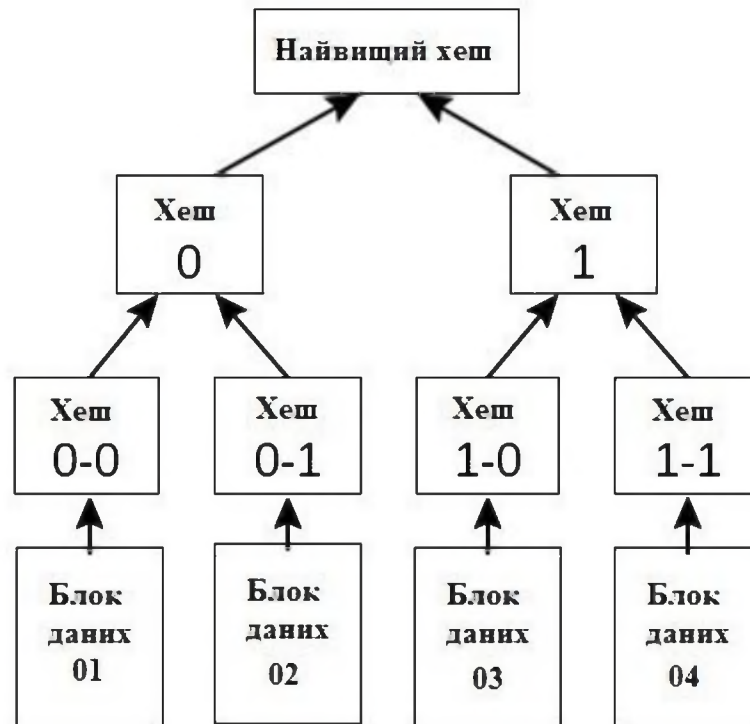 Найвищий хеш
Хеш
0
Хеш
1
Хеш
0-0
Хеш
0-1
Хеш
1-0
Хеш
1-1
Блок
даних
01
Блок
даних
02
Блок
даних
03
Блок
даних
04